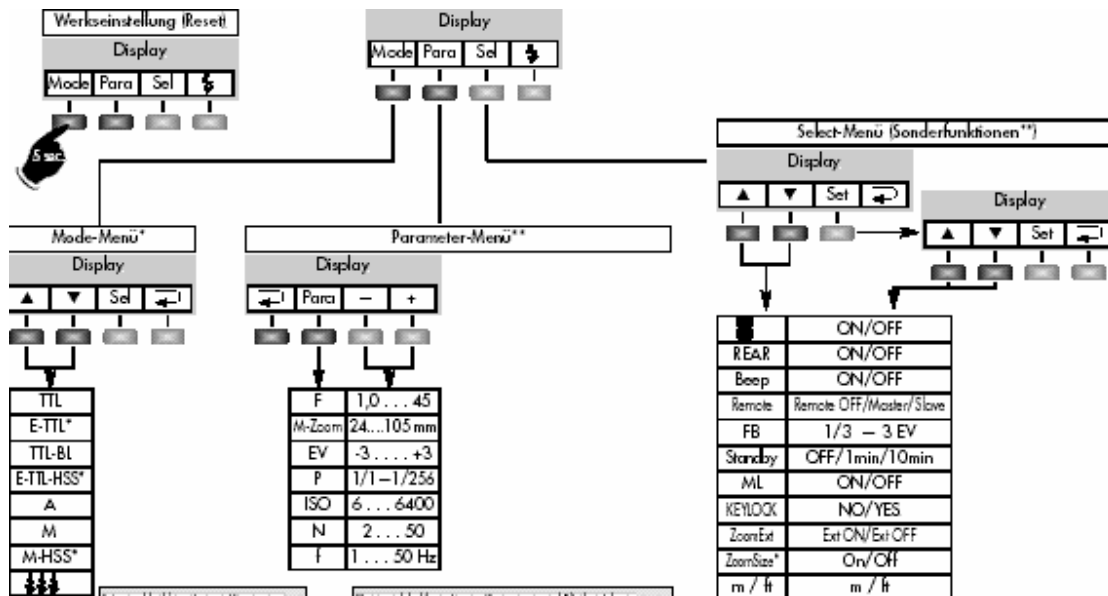 Werkseinstellung (Reset)
Display
Mode Para Sel
5 sec.
Display
Mode Para Sel
Select-Menü (Sonderfunktionen**)
Display
▲ ▼ Set
Display
▲ ▼ Set
Mode-Menü*
Display
▲ ▼ Sel
TTL
E-TTL*
TTL-BL
E-TTL-HSS*
A
M
M-HSS*
Parameter-Menü**
Display
Para − +
F 1,0 . . . 45
M-Zoom 24....105 mm
EV -3 . . . . +3
P 1/1–1/256
ISO 6 . . . 6400
N 2 . . . 50
f 1 . . . 50 Hz
ON/OFF
REAR ON/OFF
Beep ON/OFF
Remote Remote OFF/Master/Slave
FB 1/3 – 3 EV
Standby OFF/1min/10min
ML ON/OFF
KEYLOCK NO/YES
ZoomExt Ext ON/Ext OFF
ZoomSize* On/Off
m / ft m / ft